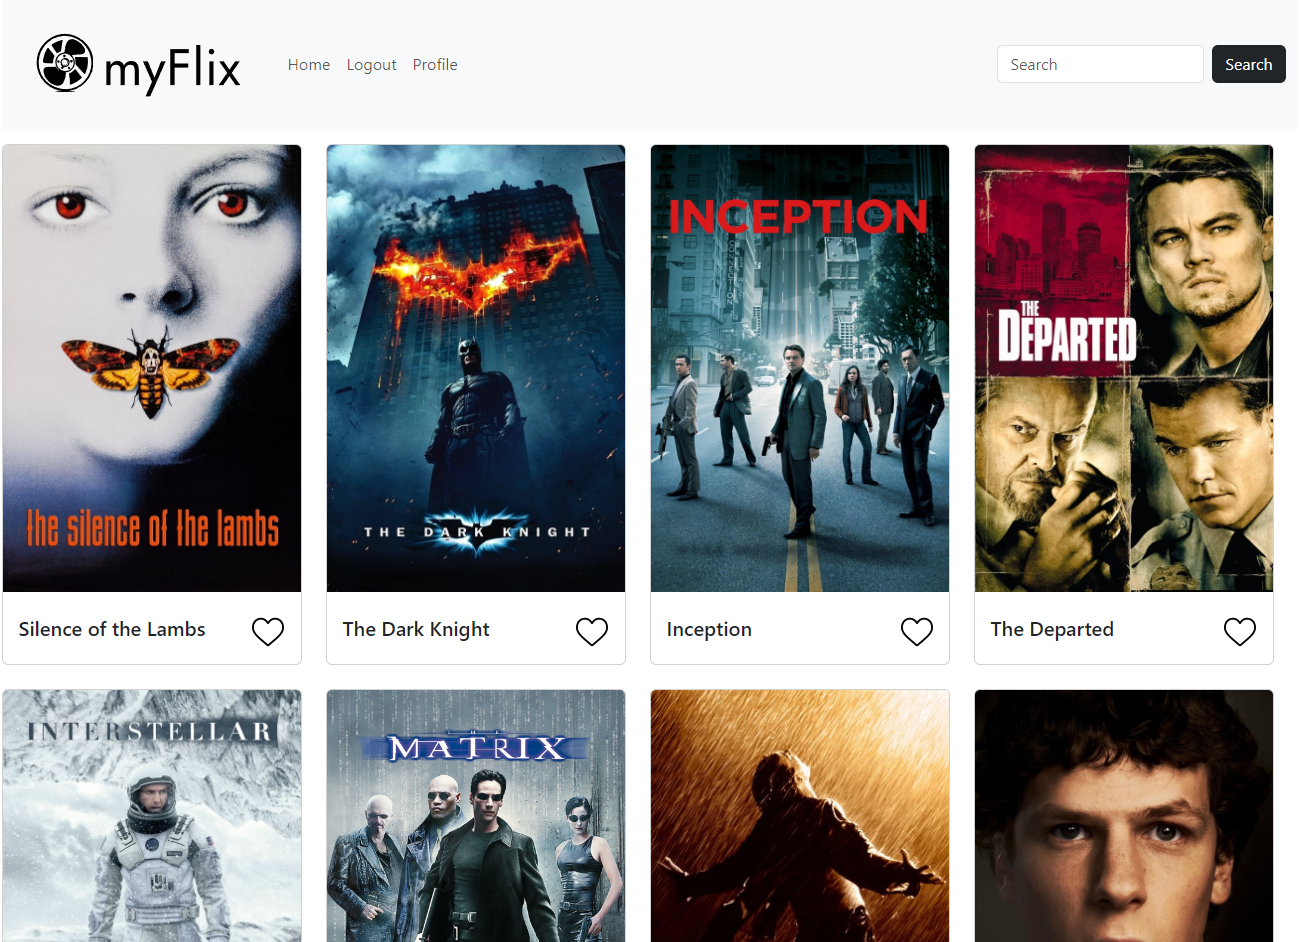 myFlix
Home Logout Profile
Search
Search
the silence of the lambs
THE DARK KNIGHT
INCEPTION
THE
DEPARTED
Silence of the Lambs
The Dark Knight
Inception
The Departed
INTERSTELLAR
THE
MATRIX